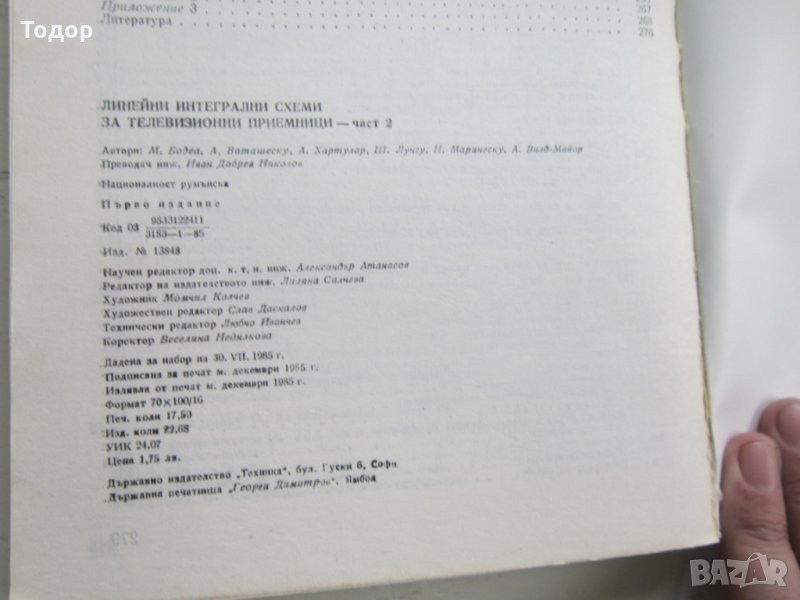 Тодор
267
Приложение 3 268
Литература 276
ЛИНЕЙНИ ИНТЕГРАЛНИ СХЕМИ
ЗА ТЕЛЕВИЗИОННИ ПРИЕМНИЦИ — част 2
Автори: М. Бодеа, А. Ваташеску, А. Хартулар, Ш. Лунгу, Н. Маринеску, А. Вилд-Майор
Преводач инж. Иван Добрев Николов
Националност румънска
Първо издание
Код 03 9533122411
3183—1—85
Изд. № 13848
Научен редактор доц. к. т. н. инж. Александър Атанасов
Редактор на издателството инж. Лиляна Салчева
Художник Момчил Колчев
Художествен редактор Слав Даскалов
Технически редактор Любчо Иванчев
Коректор Веселина Недялкова
Дадена за набор на 30. VII. 1985 г.
Подписана за печат м. декември 1985 г.
Излязла от печат м. декември 1985 г.
Формат 70×100/16
Печ. коли 17,50
Изд. коли 22,68
УИК 24,07
Цена 1,75 лв.
Държавно издателство „Техника", бул. Руски 6, София
Държавна печатница „Георги Димитров", Ямбол
BAZAR